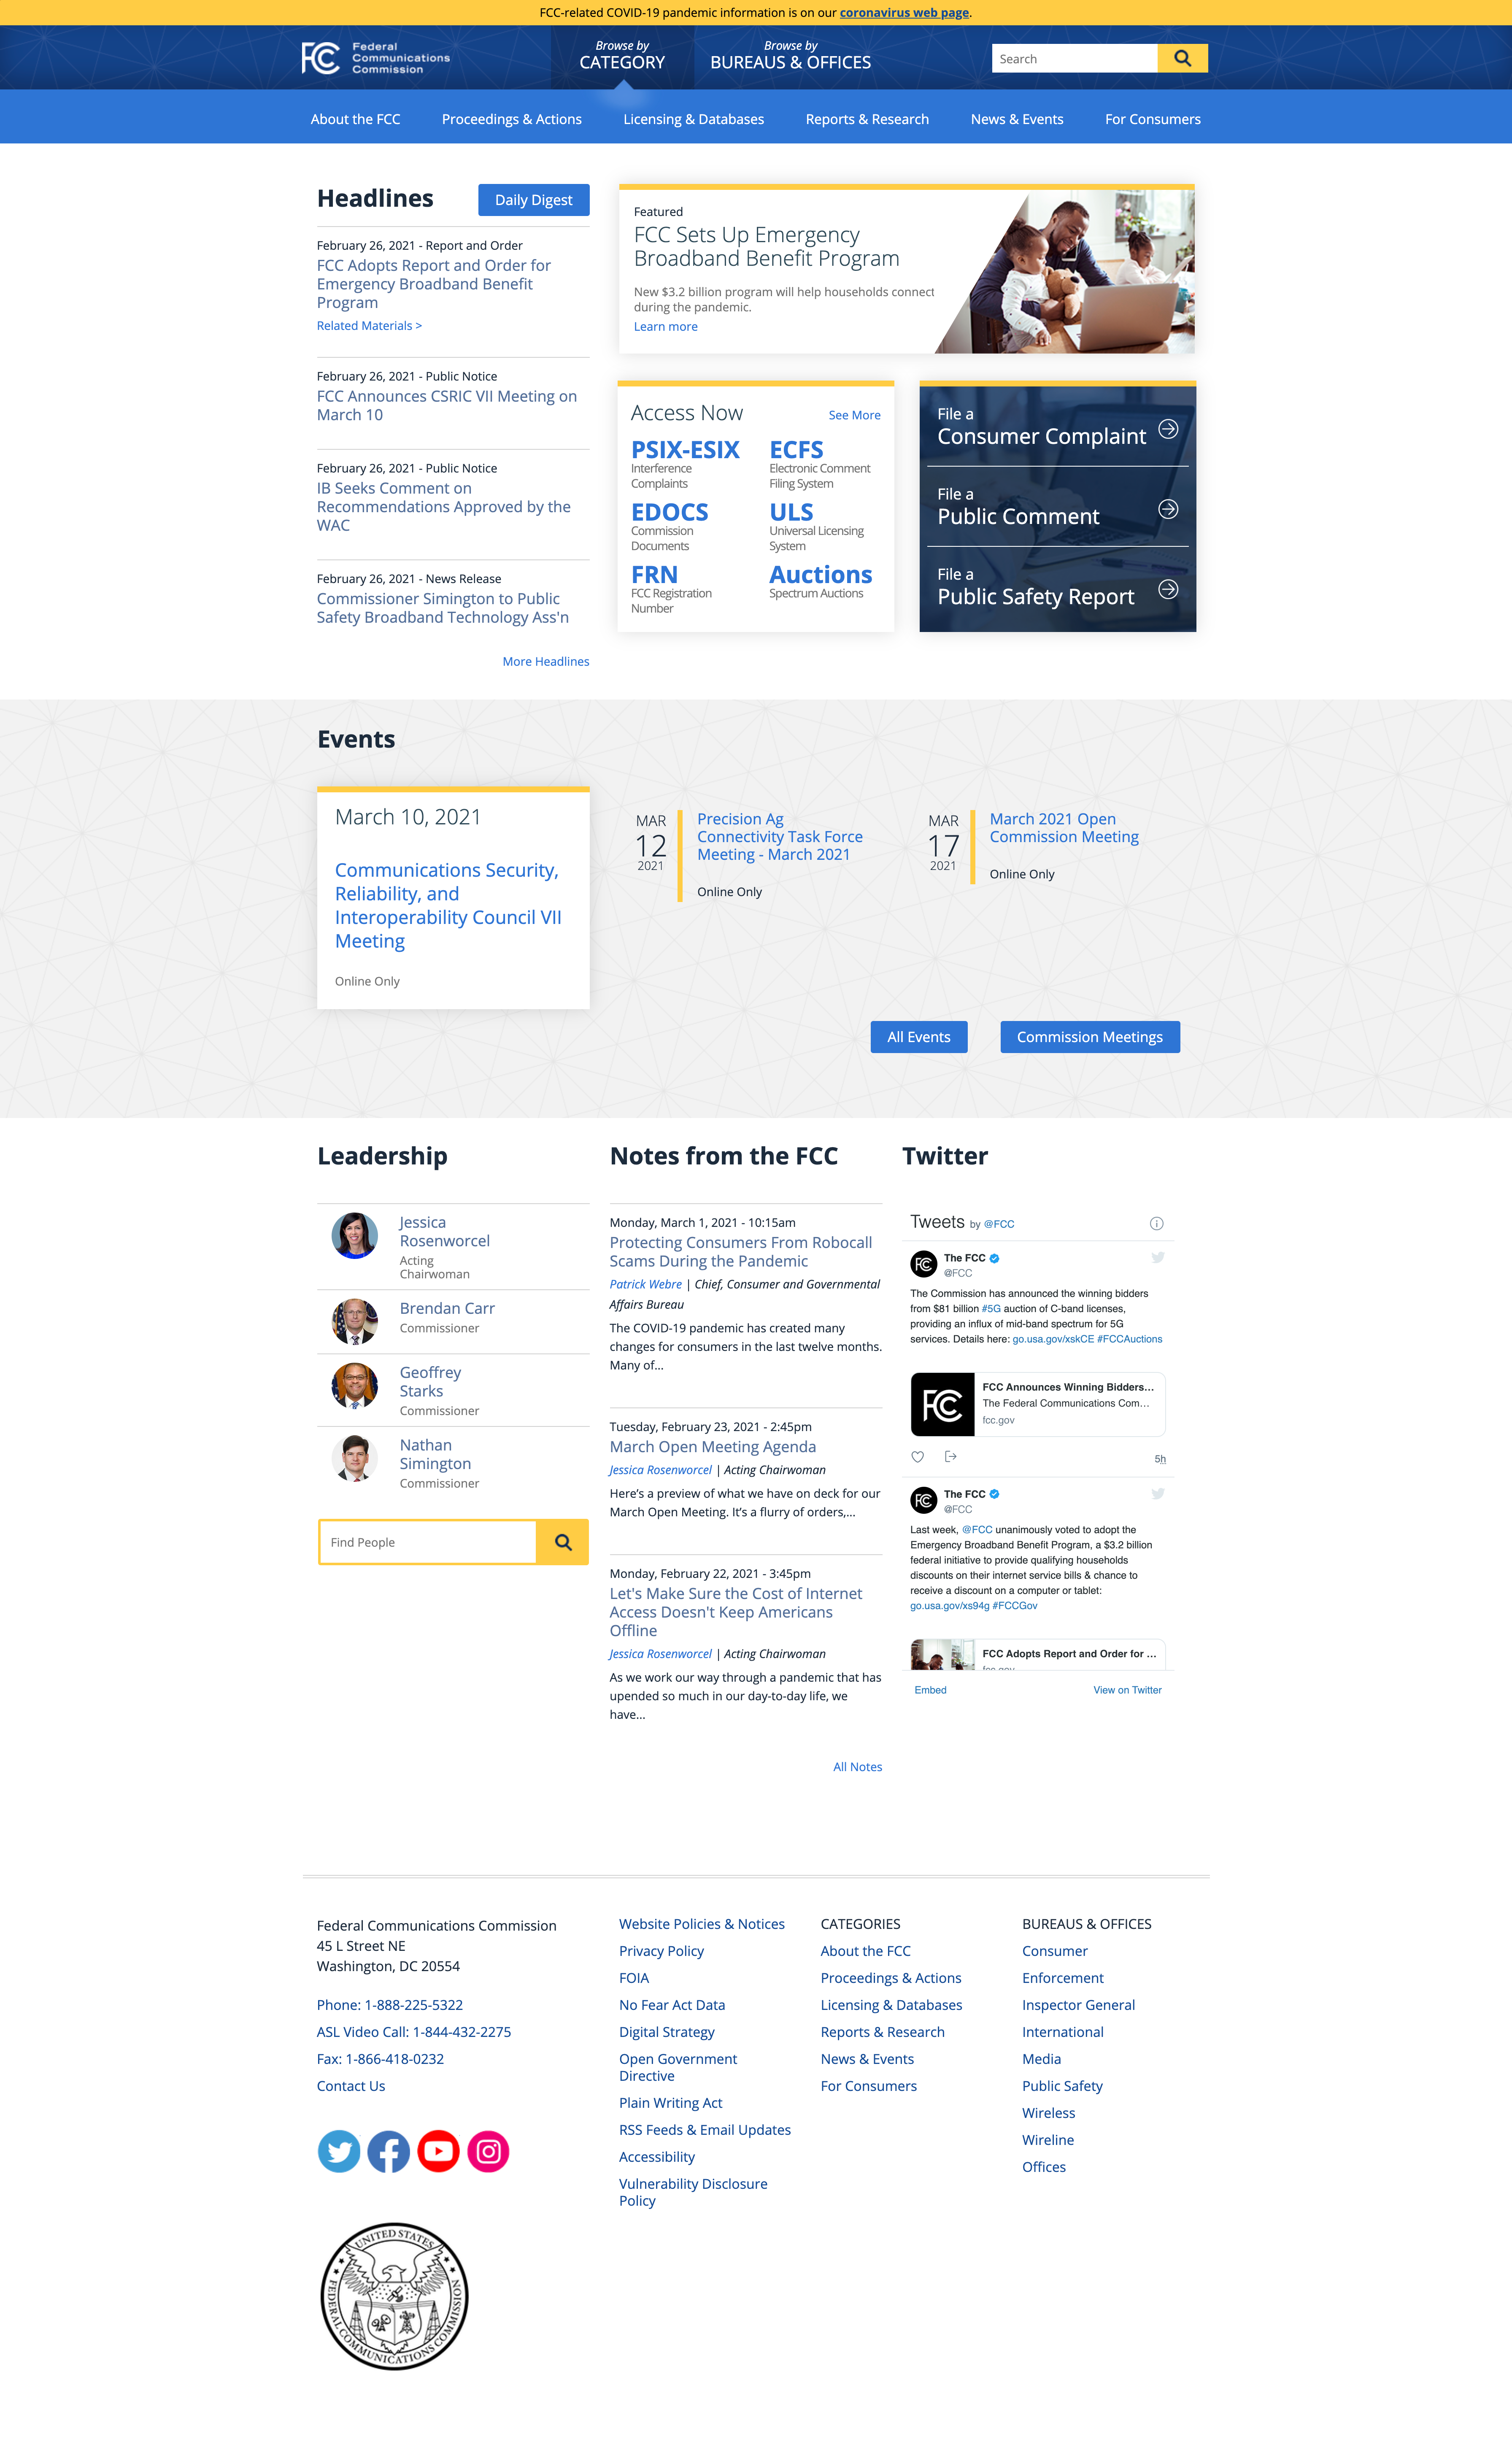 FCC-related COVID-19 pandemic information is on our coronavirus web page.
FCC Federal
Communications
Commission
Browse by
CATEGORY
Browse by
BUREAUS & OFFICES
Search
About the FCC
Proceedings & Actions
Licensing & Databases
Reports & Research
News & Events
For Consumers
Headlines
Daily Digest
February 26, 2021 - Report and Order
FCC Adopts Report and Order for
Emergency Broadband Benefit
Program
Related Materials >
February 26, 2021 - Public Notice
FCC Announces CSRIC VII Meeting on
March 10
February 26, 2021 - Public Notice
IB Seeks Comment on
Recommendations Approved by the
WAC
February 26, 2021 - News Release
Commissioner Simington to Public
Safety Broadband Technology Ass'n
More Headlines
Featured
FCC Sets Up Emergency
Broadband Benefit Program
New $3.2 billion program will help households connect
during the pandemic.
Learn more
Access Now
See More
PSIX-ESIX
Interference
Complaints
ECFS
Electronic Comment
Filing System
EDOCS
Commission
Documents
ULS
Universal Licensing
System
FRN
FCC Registration
Number
Auctions
Spectrum Auctions
File a
Consumer Complaint
File a
Public Comment
File a
Public Safety Report
Events
March 10, 2021
Communications Security,
Reliability, and
Interoperability Council VII
Meeting
Online Only
MAR
12
2021
Precision Ag
Connectivity Task Force
Meeting - March 2021
Online Only
MAR
17
2021
March 2021 Open
Commission Meeting
Online Only
All Events
Commission Meetings
Leadership
Jessica
Rosenworcel
Acting
Chairwoman
Brendan Carr
Commissioner
Geoffrey
Starks
Commissioner
Nathan
Simington
Commissioner
Find People
Notes from the FCC
Monday, March 1, 2021 - 10:15am
Protecting Consumers From Robocall
Scams During the Pandemic
Patrick Webre | Chief, Consumer and Governmental
Affairs Bureau
The COVID-19 pandemic has created many
changes for consumers in the last twelve months.
Many of...
Tuesday, February 23, 2021 - 2:45pm
March Open Meeting Agenda
Jessica Rosenworcel | Acting Chairwoman
Here’s a preview of what we have on deck for our
March Open Meeting. It’s a flurry of orders,...
Monday, February 22, 2021 - 3:45pm
Let's Make Sure the Cost of Internet
Access Doesn't Keep Americans
Offline
Jessica Rosenworcel | Acting Chairwoman
As we work our way through a pandemic that has
upended so much in our day-to-day life, we
have...
All Notes
Twitter
Tweets by @FCC
FCC
The FCC
@FCC
The Commission has announced the winning bidders
from $81 billion #5G auction of C-band licenses,
providing an influx of mid-band spectrum for 5G
services. Details here: go.usa.gov/xskCE #FCCAuctions
FCC
FCC Announces Winning Bidders...
The Federal Communications Com...
fcc.gov
5h
FCC
The FCC
@FCC
Last week, @FCC unanimously voted to adopt the
Emergency Broadband Benefit Program, a $3.2 billion
federal initiative to provide qualifying households
discounts on their internet service bills & chance to
receive a discount on a computer or tablet:
go.usa.gov/xs94g #FCCGov
FCC Adopts Report and Order for ...
fcc.gov
Embed
View on Twitter
Federal Communications Commission
45 L Street NE
Washington, DC 20554
Phone: 1-888-225-5322
ASL Video Call: 1-844-432-2275
Fax: 1-866-418-0232
Contact Us
UNITED STATES
FEDERAL COMMUNICATIONS COMMISSION
Website Policies & Notices
Privacy Policy
FOIA
No Fear Act Data
Digital Strategy
Open Government
Directive
Plain Writing Act
RSS Feeds & Email Updates
Accessibility
Vulnerability Disclosure
Policy
CATEGORIES
About the FCC
Proceedings & Actions
Licensing & Databases
Reports & Research
News & Events
For Consumers
BUREAUS & OFFICES
Consumer
Enforcement
Inspector General
International
Media
Public Safety
Wireless
Wireline
Offices